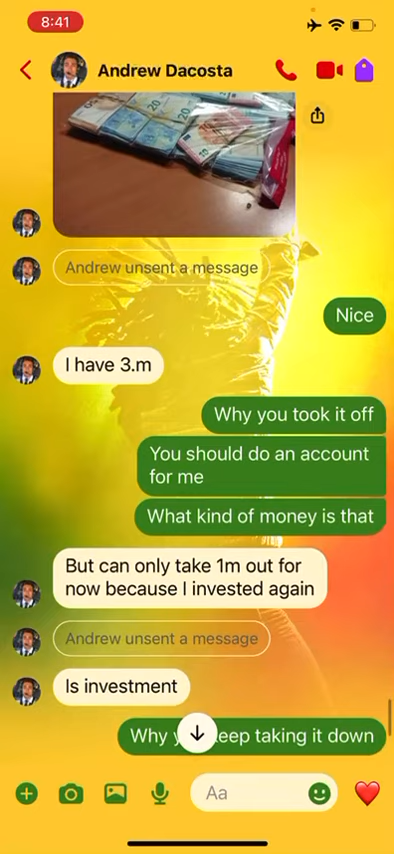 8:41
Andrew Dacosta
20
Andrew unsent a message
Nice
I have 3.m
Why you took it off
You should do an account
for me
What kind of money is that
But can only take 1m out for
now because I invested again
Andrew unsent a message
Is investment
Why eep taking it down
Aa